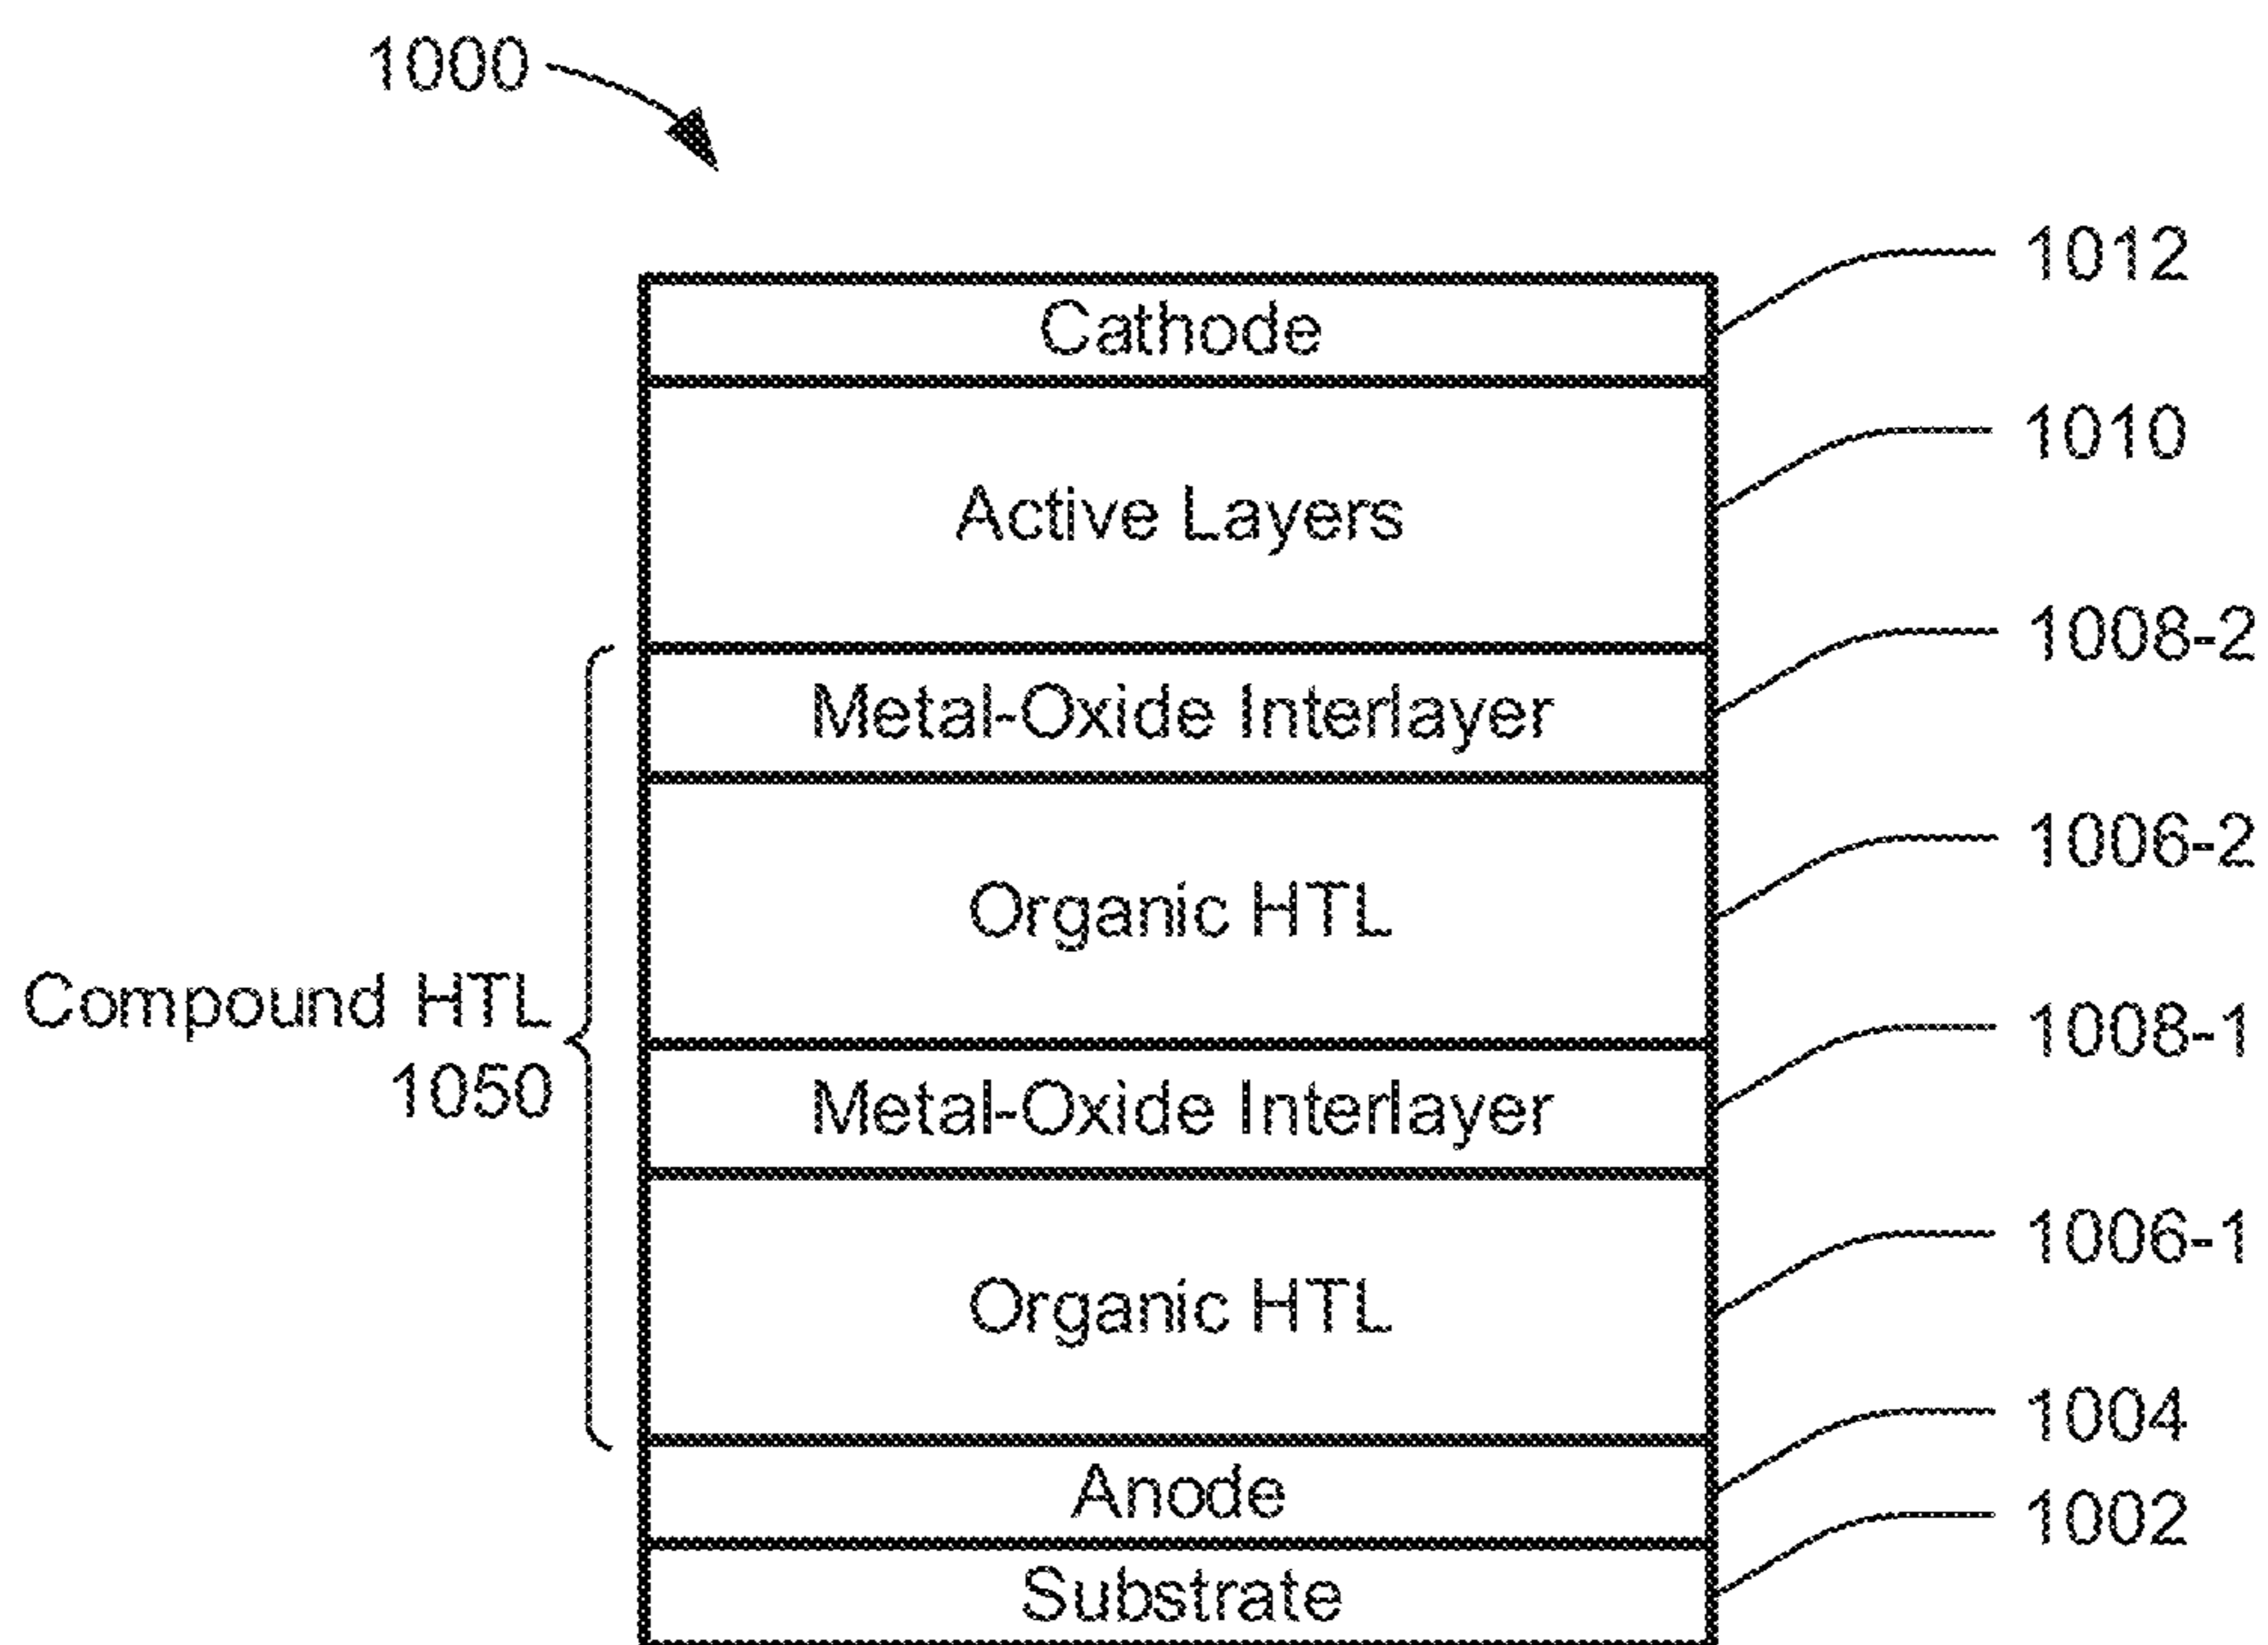 1000
1012
Cathode
1010
Active Layers
1008-2
Metal-Oxide Interlayer
1006-2
Organic HTL
Compound HTL
1050
1008-1
Metal-Oxide Interlayer
1006-1
Organic HTL
1004
Anode
1002
Substrate